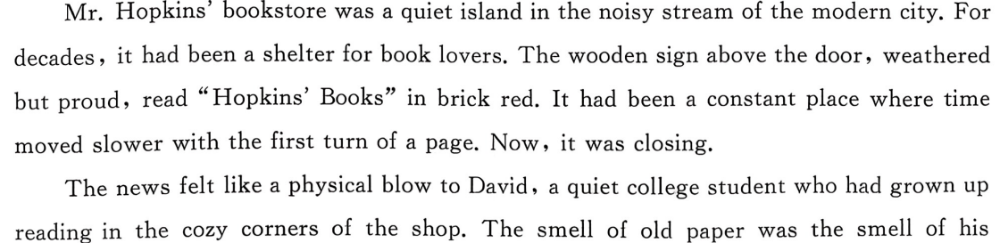 Mr. Hopkins’ bookstore was a quiet island in the noisy stream of the modern city. For
decades, it had been a shelter for book lovers. The wooden sign above the door, weathered
but proud, read “Hopkins’ Books” in brick red. It had been a constant place where time
moved slower with the first turn of a page. Now, it was closing.
The news felt like a physical blow to David, a quiet college student who had grown up
reading in the cozy corners of the shop. The smell of old paper was the smell of his